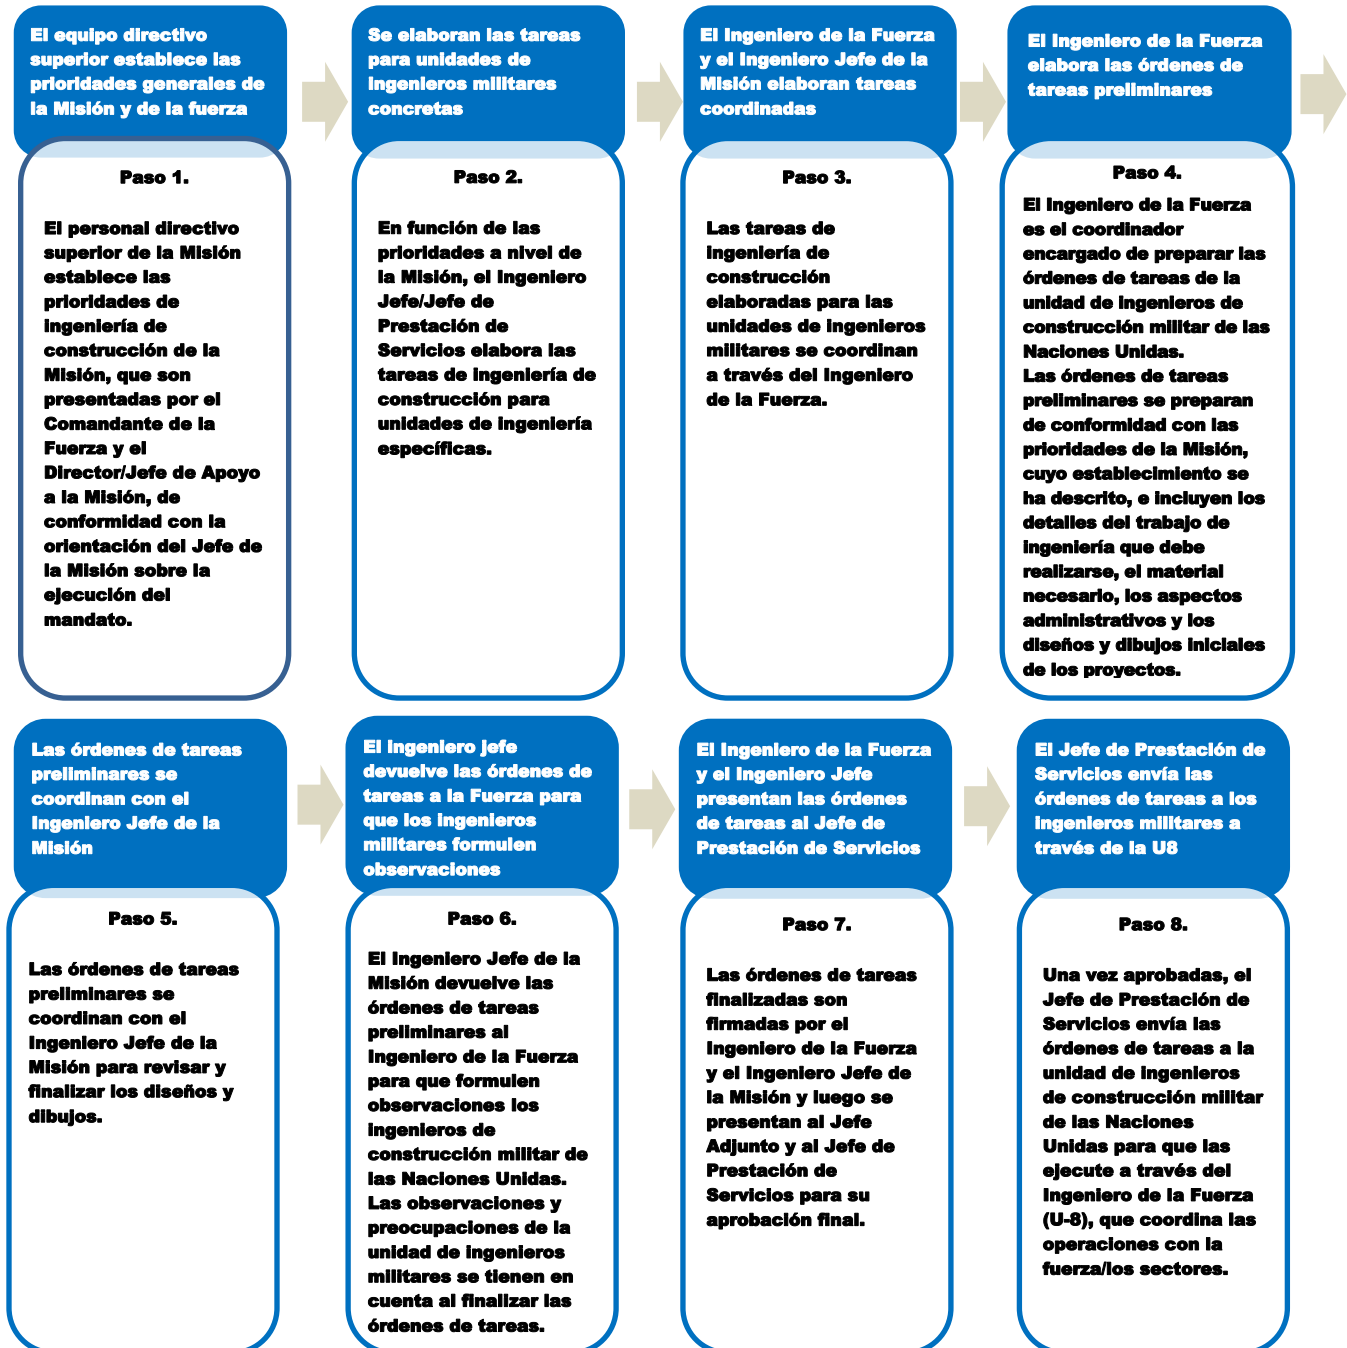 El equipo directivo
superior establece las
prioridades generales de
la Misión y de la fuerza
Paso 1.
El personal directivo
superior de la Misión
establece las
prioridades de
ingeniería de
construcción de la
Misión, que son
presentadas por el
Comandante de la
Fuerza y el
Director/Jefe de Apoyo
a la Misión, de
conformidad con la
orientación del Jefe de
la Misión sobre la
ejecución del
mandato.
Se elaboran las tareas
para unidades de
ingenieros militares
concretas
Paso 2.
En función de las
prioridades a nivel de
la Misión, el Ingeniero
Jefe/Jefe de
Prestación de
Servicios elabora las
tareas de ingeniería de
construcción para
unidades de ingeniería
específicas.
El Ingeniero de la Fuerza
y el Ingeniero Jefe de la
Misión elaboran tareas
coordinadas
Paso 3.
Las tareas de
ingeniería de
construcción
elaboradas para las
unidades de ingenieros
militares se coordinan
a través del Ingeniero
de la Fuerza.
El Ingeniero de la Fuerza
elabora las órdenes de
tareas preliminares
Paso 4.
El Ingeniero de la Fuerza
es el coordinador
encargado de preparar las
órdenes de tareas de la
unidad de ingenieros de
construcción militar de las
Naciones Unidas.
Las órdenes de tareas
preliminares se preparan
de conformidad con las
prioridades de la Misión,
cuyo establecimiento se
ha descrito, e incluyen los
detalles del trabajo de
ingeniería que debe
realizarse, el material
necesario, los aspectos
administrativos y los
diseños y dibujos iniciales
de los proyectos.
Las órdenes de tareas
preliminares se
coordinan con el
Ingeniero Jefe de la
Misión
Paso 5.
Las órdenes de tareas
preliminares se
coordinan con el
Ingeniero Jefe de la
Misión para revisar y
finalizar los diseños y
dibujos.
El ingeniero jefe
devuelve las órdenes de
tareas a la Fuerza para
que los ingenieros
militares formulen
observaciones
Paso 6.
El Ingeniero Jefe de la
Misión devuelve las
órdenes de tareas
preliminares al
Ingeniero de la Fuerza
para que formulen
observaciones los
ingenieros de
construcción militar de
las Naciones Unidas.
Las observaciones y
preocupaciones de la
unidad de ingenieros
militares se tienen en
cuenta al finalizar las
órdenes de tareas.
El Ingeniero de la Fuerza
y el Ingeniero Jefe
presentan las órdenes
de tareas al Jefe de
Prestación de Servicios
Paso 7.
Las órdenes de tareas
finalizadas son
firmadas por el
Ingeniero de la Fuerza
y el Ingeniero Jefe de
la Misión y luego se
presentan al Jefe
Adjunto y al Jefe de
Prestación de
Servicios para su
aprobación final.
El Jefe de Prestación de
Servicios envía las
órdenes de tareas a los
ingenieros militares a
través de la U8
Paso 8.
Una vez aprobadas, el
Jefe de Prestación de
Servicios envía las
órdenes de tareas a la
unidad de ingenieros
de construcción militar
de las Naciones
Unidas para que las
ejecute a través del
Ingeniero de la Fuerza
(U-8), que coordina las
operaciones con la
fuerza/los sectores.